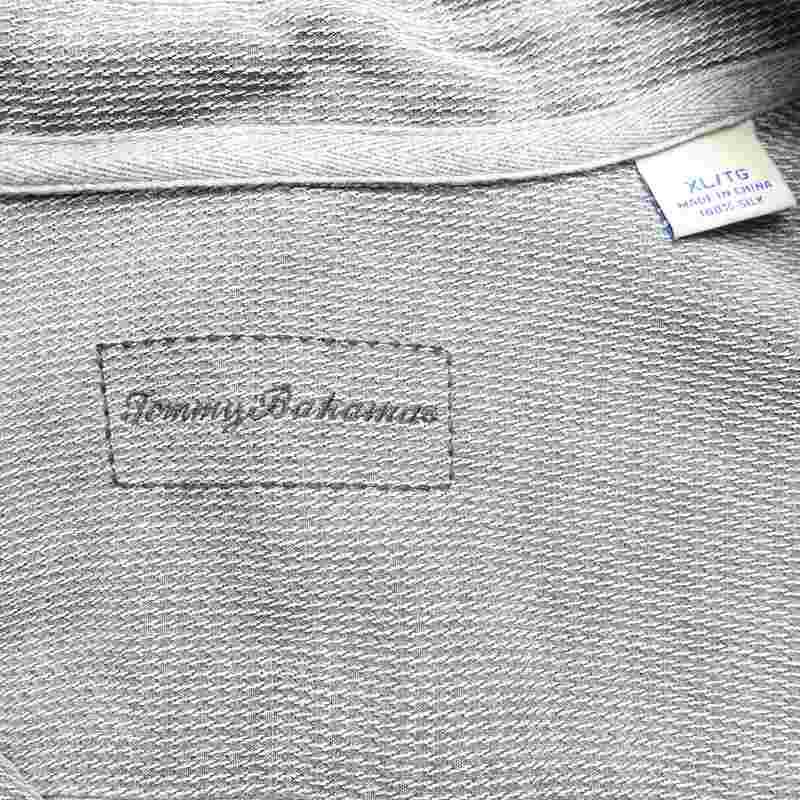 XL/TG
MADE IN CHINA
100% SILK
Tommy Bahama